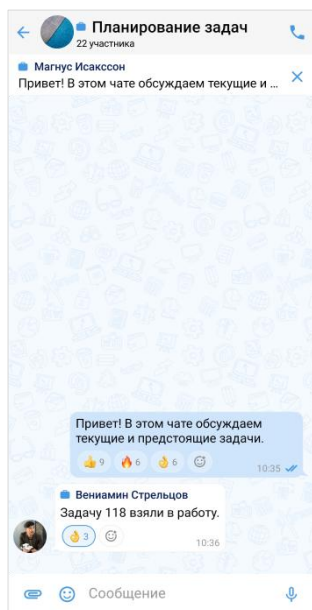 Планирование задач
22 участника
Магнус Исакссон
Привет! В этом чате обсуждаем текущие и ...
Привет! В этом чате обсуждаем
текущие и предстоящие задачи.
9 6 6
10:35
Вениамин Стрельцов
Задачу 118 взяли в работу.
3
10:36
Сообщение